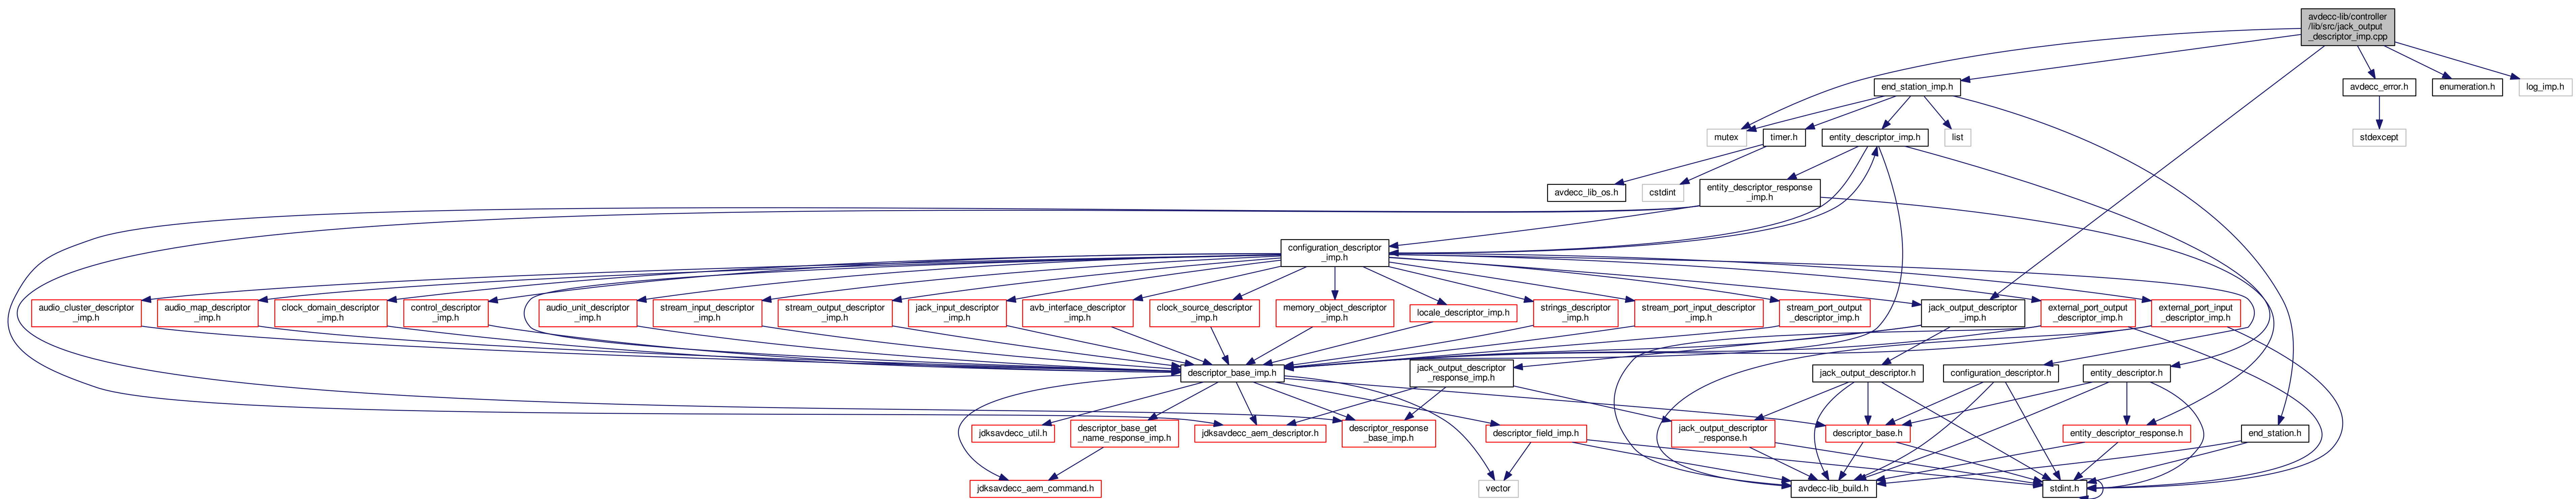 avdecc-lib/controller
/lib/src/jack_output
_descriptor_imp.cpp
end_station_imp.h
avdecc_error.h
enumeration.h
log_imp.h
mutex
timer.h
entity_descriptor_imp.h
list
stdexcept
avdecc_lib_os.h
cstdint
entity_descriptor_response
_imp.h
configuration_descriptor
_imp.h
audio_cluster_descriptor
_imp.h
audio_map_descriptor
_imp.h
clock_domain_descriptor
_imp.h
control_descriptor
_imp.h
audio_unit_descriptor
_imp.h
stream_input_descriptor
_imp.h
stream_output_descriptor
_imp.h
jack_input_descriptor
_imp.h
avb_interface_descriptor
_imp.h
clock_source_descriptor
_imp.h
memory_object_descriptor
_imp.h
locale_descriptor_imp.h
strings_descriptor
_imp.h
stream_port_input_descriptor
_imp.h
stream_port_output
_descriptor_imp.h
jack_output_descriptor
_imp.h
external_port_output
_descriptor_imp.h
external_port_input
_descriptor_imp.h
descriptor_base_imp.h
jack_output_descriptor
_response_imp.h
jack_output_descriptor.h
configuration_descriptor.h
entity_descriptor.h
jdksavdecc_util.h
descriptor_base_get
_name_response_imp.h
jdksavdecc_aem_descriptor.h
descriptor_response
_base_imp.h
descriptor_field_imp.h
jack_output_descriptor
_response.h
descriptor_base.h
entity_descriptor_response.h
end_station.h
jdksavdecc_aem_command.h
vector
avdecc-lib_build.h
stdint.h